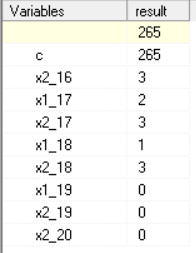 Variables result
265
c 265
x2_16 3
x1_17 2
x2_17 3
x1_18 1
x2_18 3
x1_19 0
x2_19 0
x2_20 0